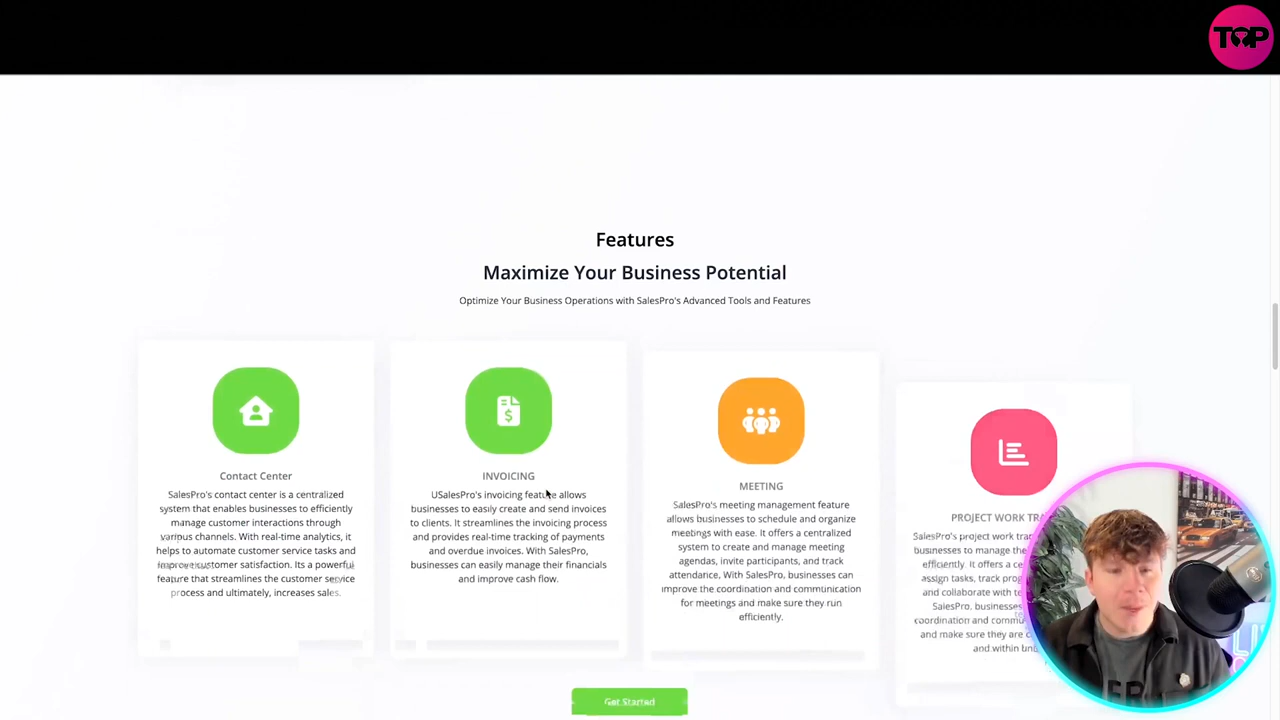 TOP
Features
Maximize Your Business Potential
Optimize Your Business Operations with SalesPro's Advanced Tools and Features
Contact Center
SalesPro's contact center is a centralized
system that enables businesses to efficiently
manage customer interactions through
various channels. With real-time analytics, it
helps to automate customer service tasks and
improve customer satisfaction. Its a powerful
feature that streamlines the customer service
process and ultimately, increases sales.
INVOICING
USalesPro's invoicing feature allows
businesses to easily create and send invoices
to clients. It streamlines the invoicing process
and provides real-time tracking of payments
and overdue invoices. With SalesPro,
businesses can easily manage their financials
and improve cash flow.
MEETING
SalesPro's meeting management feature
allows businesses to schedule and organize
meetings with ease. It offers a centralized
system to create and manage meeting
agendas, invite participants, and track
attendance. With SalesPro, businesses can
improve the coordination and communication
for meetings and make sure they run
efficiently.
PROJECT WORK
SalesPro's project work
businesses to manage
efficiently. It offers a
assign tasks, track
and collaborate with
SalesPro, businesses
coordination and
and make sure they are
and within
Get Started